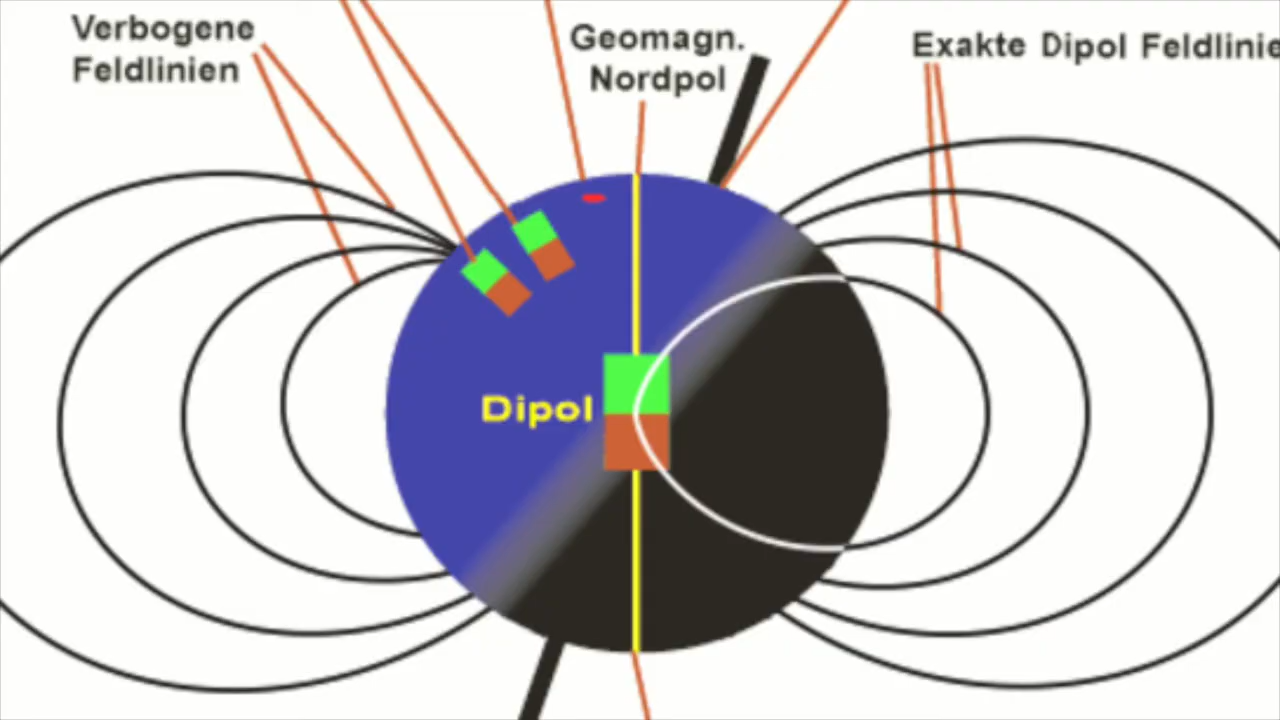 Verbogene
Feldlinien
Geomagn.
Nordpol
Exakte Dipol Feldlinie
Dipol